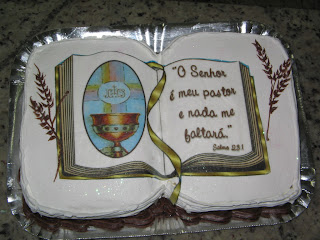 "O Senhor
é meu pastor
e nada me
faltará."
Salmo 23:1